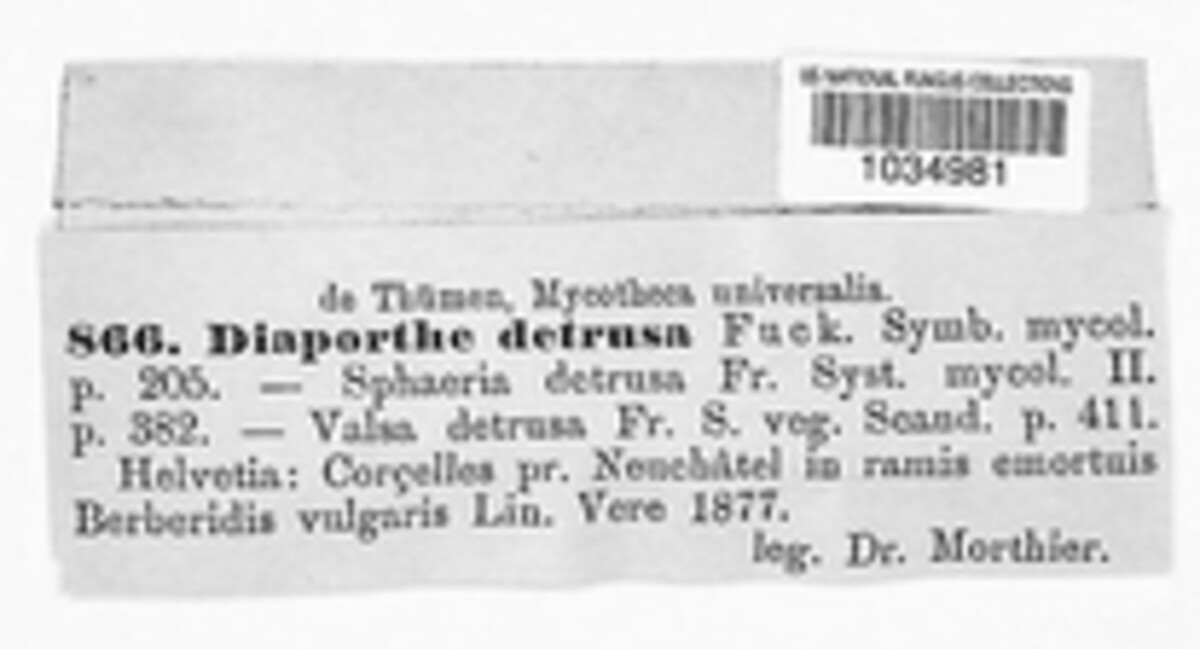 US NATIONAL FUNGUS COLLECTIONS
1034981
de Thümen, Mycotheca universalis.
866. Diaporthe detrusa Fuck. Symb. mycol.
p. 205. — Sphaeria detrusa Fr. Syst. mycol. II.
p. 382. — Valsa detrusa Fr. S. veg. Scand. p. 411.
Helvetia: Corçelles pr. Neuchâtel in ramis emortuis
Berberidis vulgaris Lin. Vere 1877.
leg. Dr. Morthier.